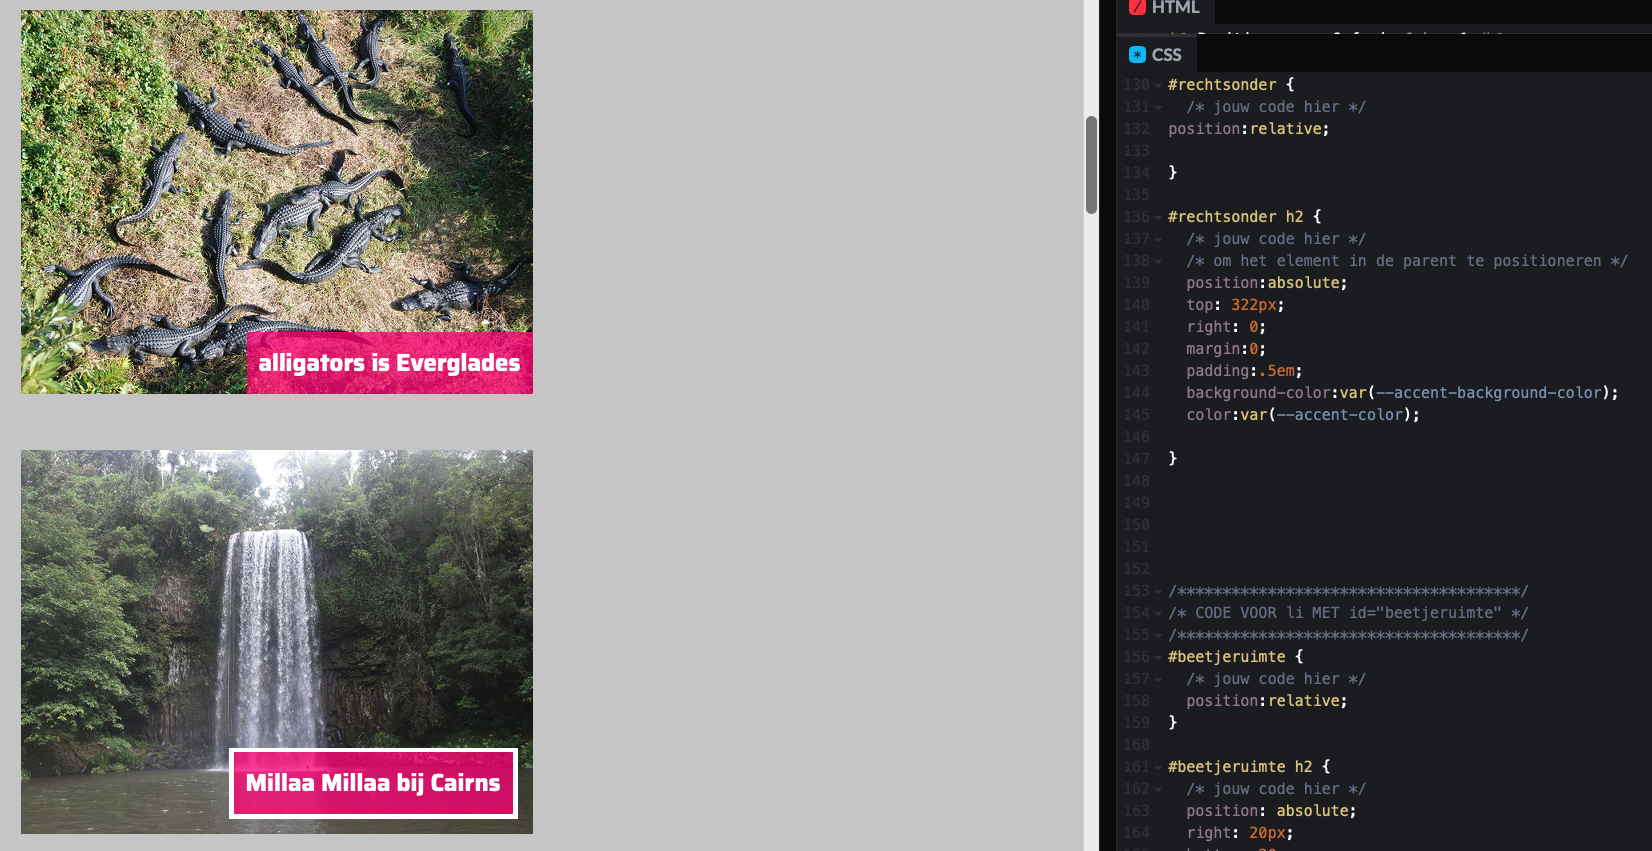 alligators is Everglades
Millaa Millaa bij Cairns
/ HTML
* CSS
130 #rechtsonder {
131 /* jouw code hier */
132 position:relative;
133
134 }
135
136 #rechtsonder h2 {
137 /* jouw code hier */
138 /* om het element in de parent te positioneren */
139 position:absolute;
140 top: 322px;
141 right: 0;
142 margin:0;
143 padding:.5em;
144 background-color:var(--accent-background-color);
145 color:var(--accent-color);
146
147 }
148
149
150
151
152
153 /**************************************/
154 /* CODE VOOR li MET id="beetjeruimte" */
155 /**************************************/
156 #beetjeruimte {
157 /* jouw code hier */
158 position:relative;
159 }
160
161 #beetjeruimte h2 {
162 /* jouw code hier */
163 position: absolute;
164 right: 20px;